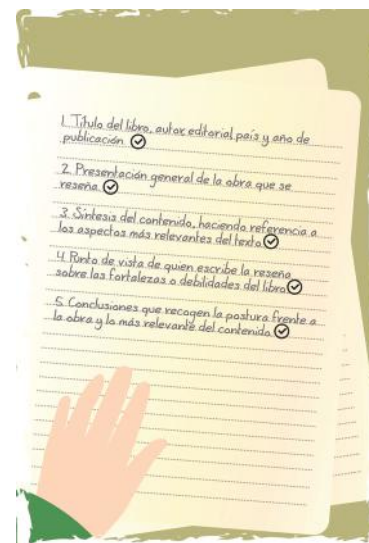 1. Título del libro, autor, editorial, país y año de
publicación.
2. Presentación general de la obra que se
reseña.
3. Síntesis del contenido, haciendo referencia a
los aspectos más relevantes del texto.
4. Punto de vista de quien escribe la reseña
sobre las fortalezas o debilidades del libro.
5. Conclusiones que recogen la postura frente a
la obra y lo más relevante del contenido.